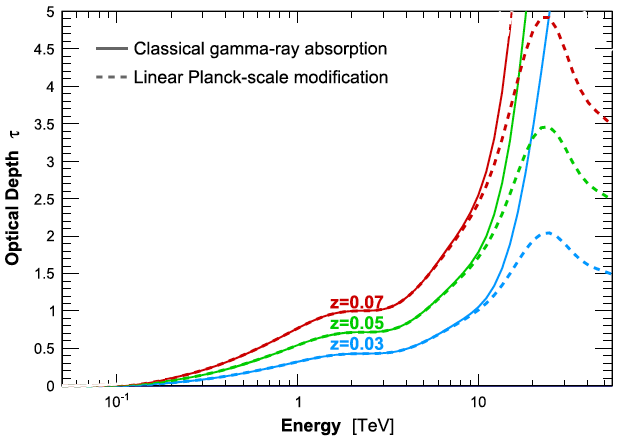 5
4.5
4
3.5
3
2.5
2
1.5
1
0.5
0
Optical Depth τ
Classical gamma-ray absorption
Linear Planck-scale modification
z=0.07
z=0.05
z=0.03
10⁻¹ 1 10
Energy [TeV]